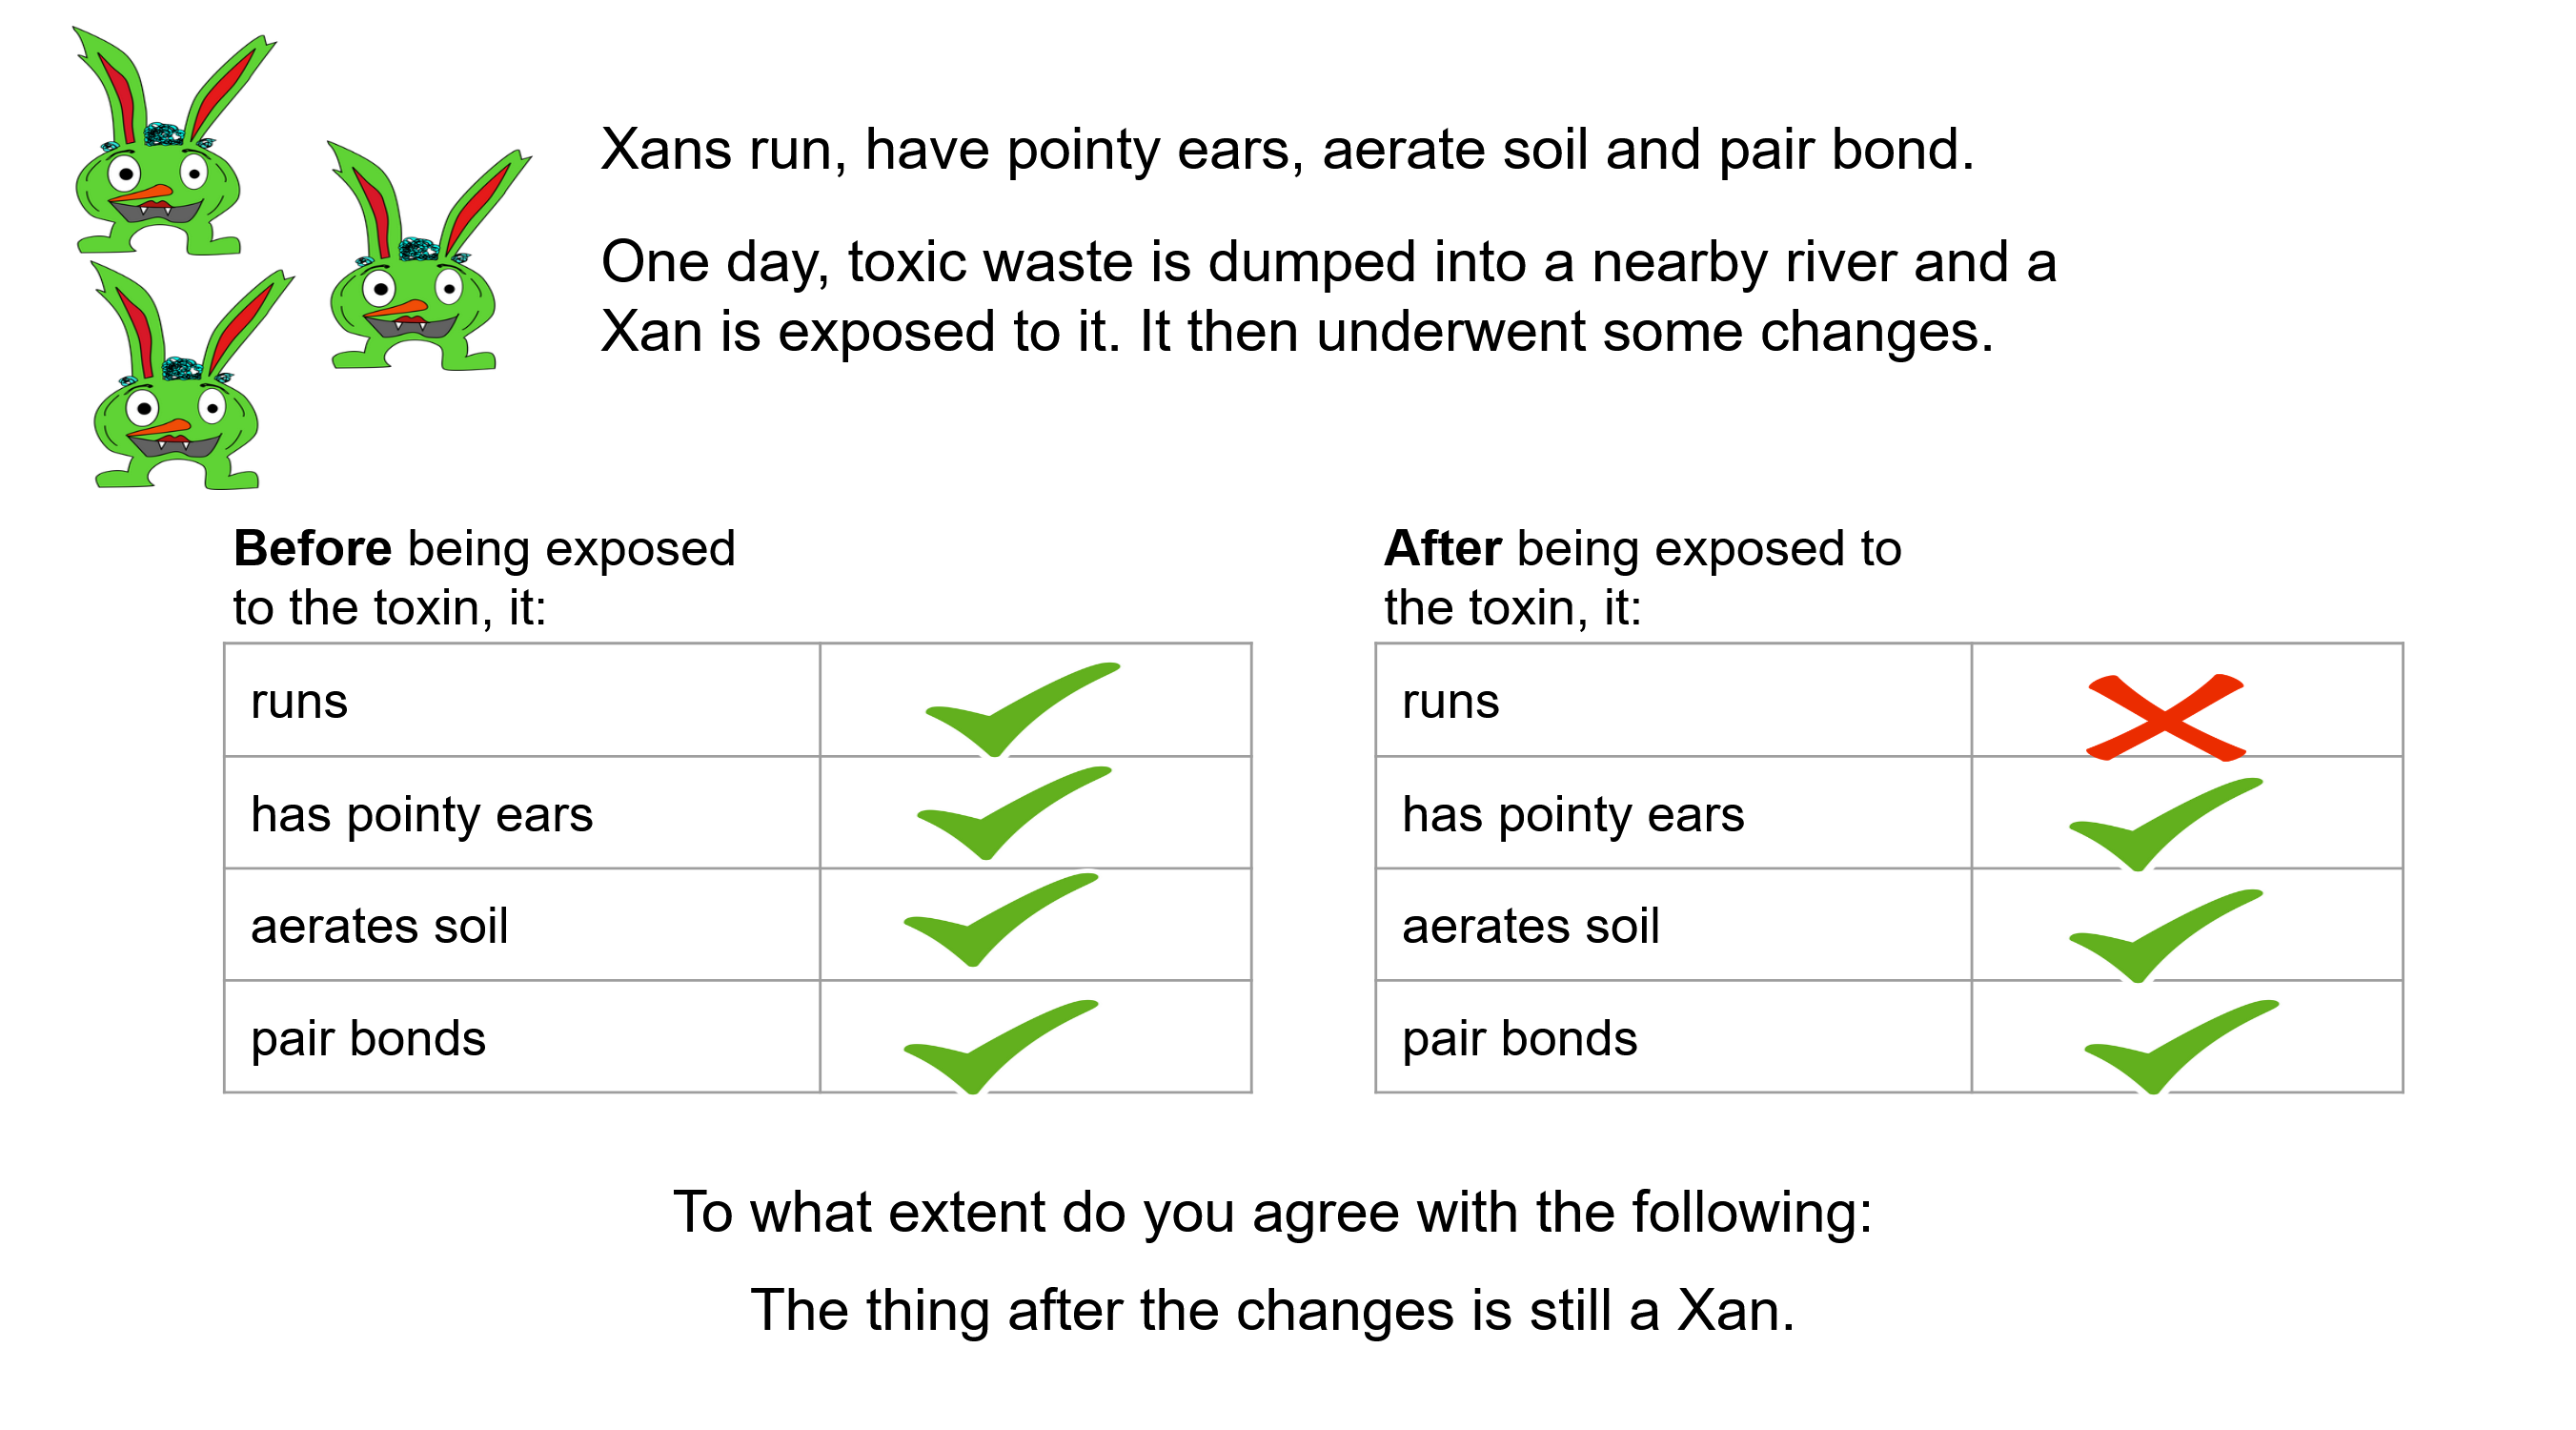 Xans run, have pointy ears, aerate soil and pair bond.
One day, toxic waste is dumped into a nearby river and a
Xan is exposed to it. It then underwent some changes.
Before being exposed
to the toxin, it:
runs
has pointy ears
aerates soil
pair bonds
After being exposed to
the toxin, it:
runs
has pointy ears
aerates soil
pair bonds
To what extent do you agree with the following:
The thing after the changes is still a Xan.